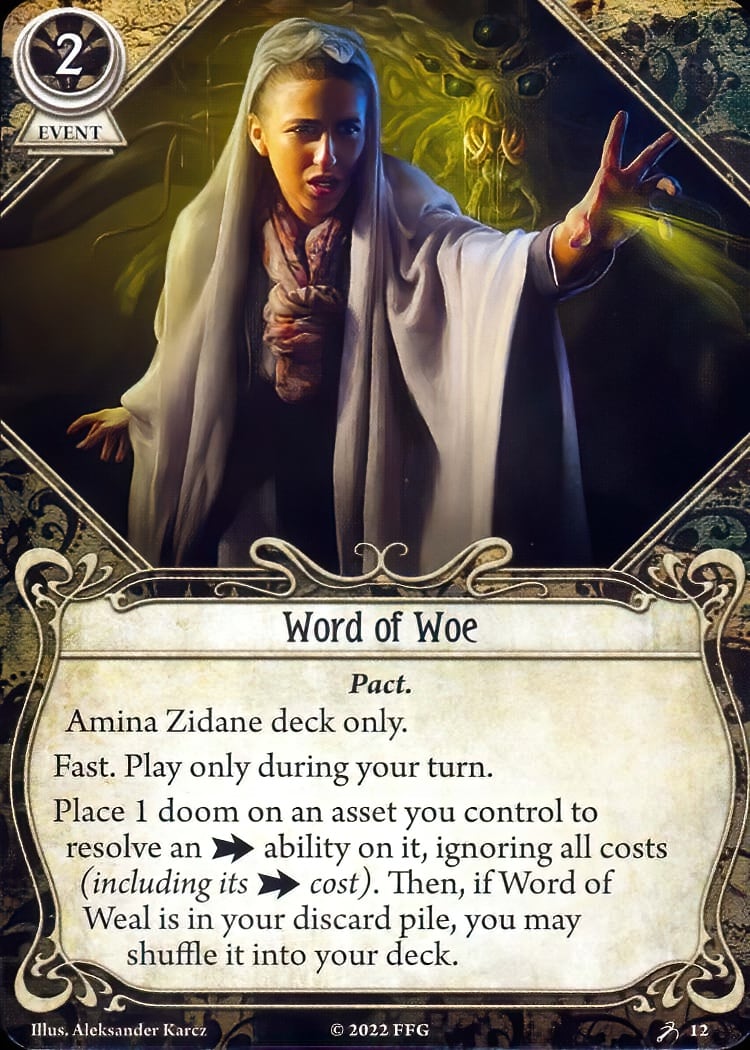 2
EVENT
Word of Woe
Pact.
Amina Zidane deck only.
Fast. Play only during your turn.
Place 1 doom on an asset you control to
resolve an ability on it, ignoring all costs
(including its cost). Then, if Word of
Weal is in your discard pile, you may
shuffle it into your deck.
Illus. Aleksander Karcz
© 2022 FFG
12